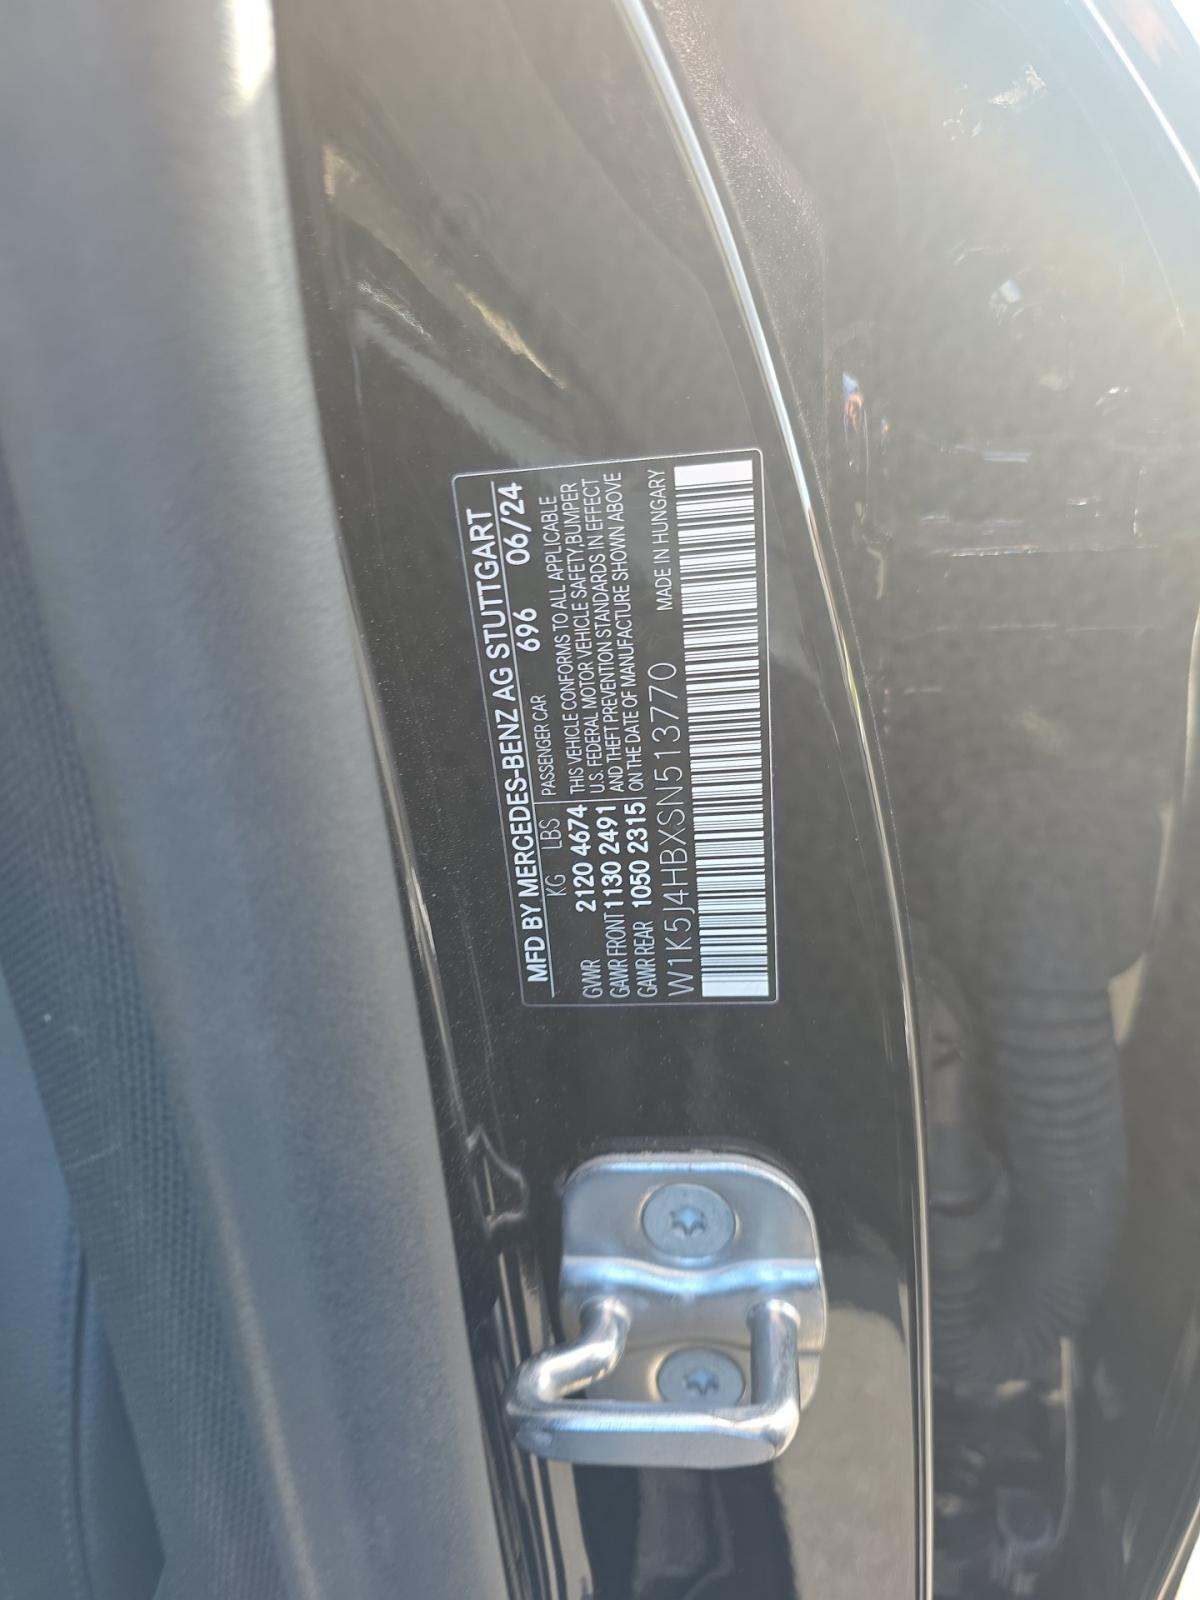 MFD BY MERCEDES-BENZ AG STUTTGART
KG LBS PASSENGER CAR 696 06/24
GVWR 2120 4674 THIS VEHICLE CONFORMS TO ALL APPLICABLE
U.S. FEDERAL MOTOR VEHICLE SAFETY,BUMPER
GAWR FRONT 1130 2491 AND THEFT PREVENTION STANDARDS IN EFFECT
GAWR REAR 1050 2315 ON THE DATE OF MANUFACTURE SHOWN ABOVE
W1K5J4HBXSN513770 MADE IN HUNGARY